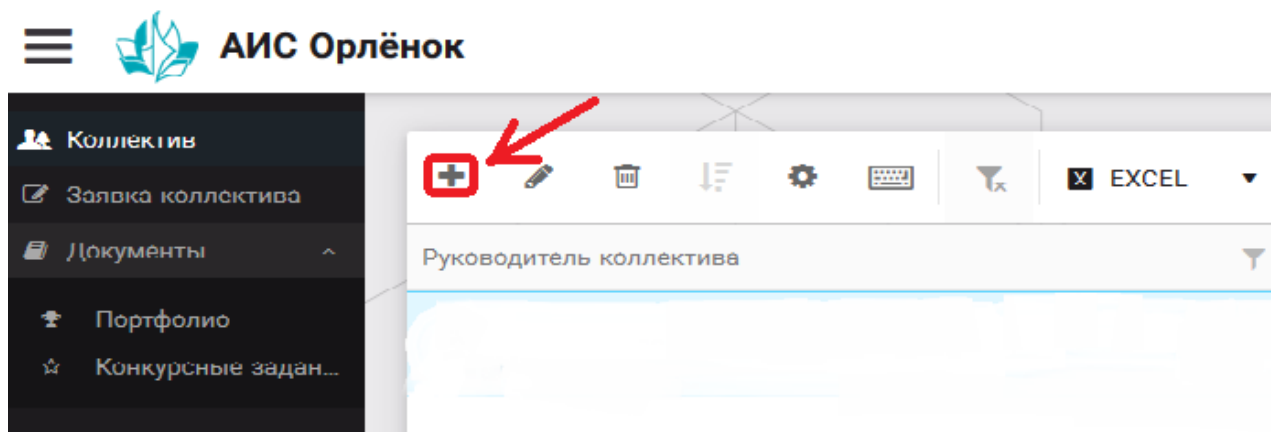 АИС Орлёнок
Коллектив
Заявка коллектива
Документы
Портфолио
Конкурсные задан...
X EXCEL
Руководитель коллектива